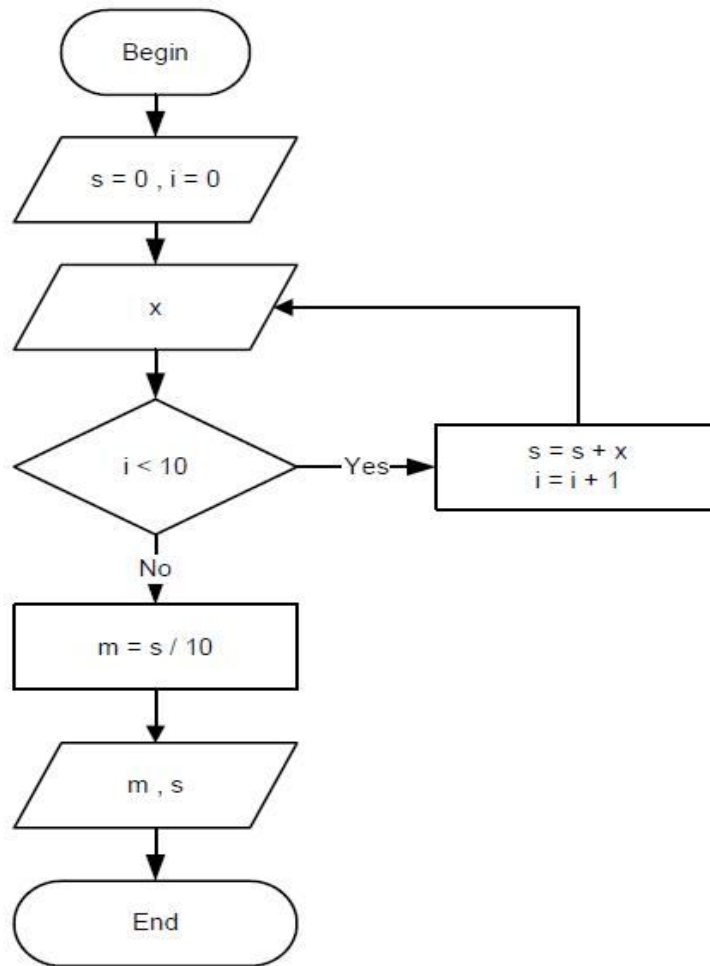 Begin
s = 0 , i = 0
x
i < 10
Yes
s = s + x
i = i + 1
No
m = s / 10
m , s
End